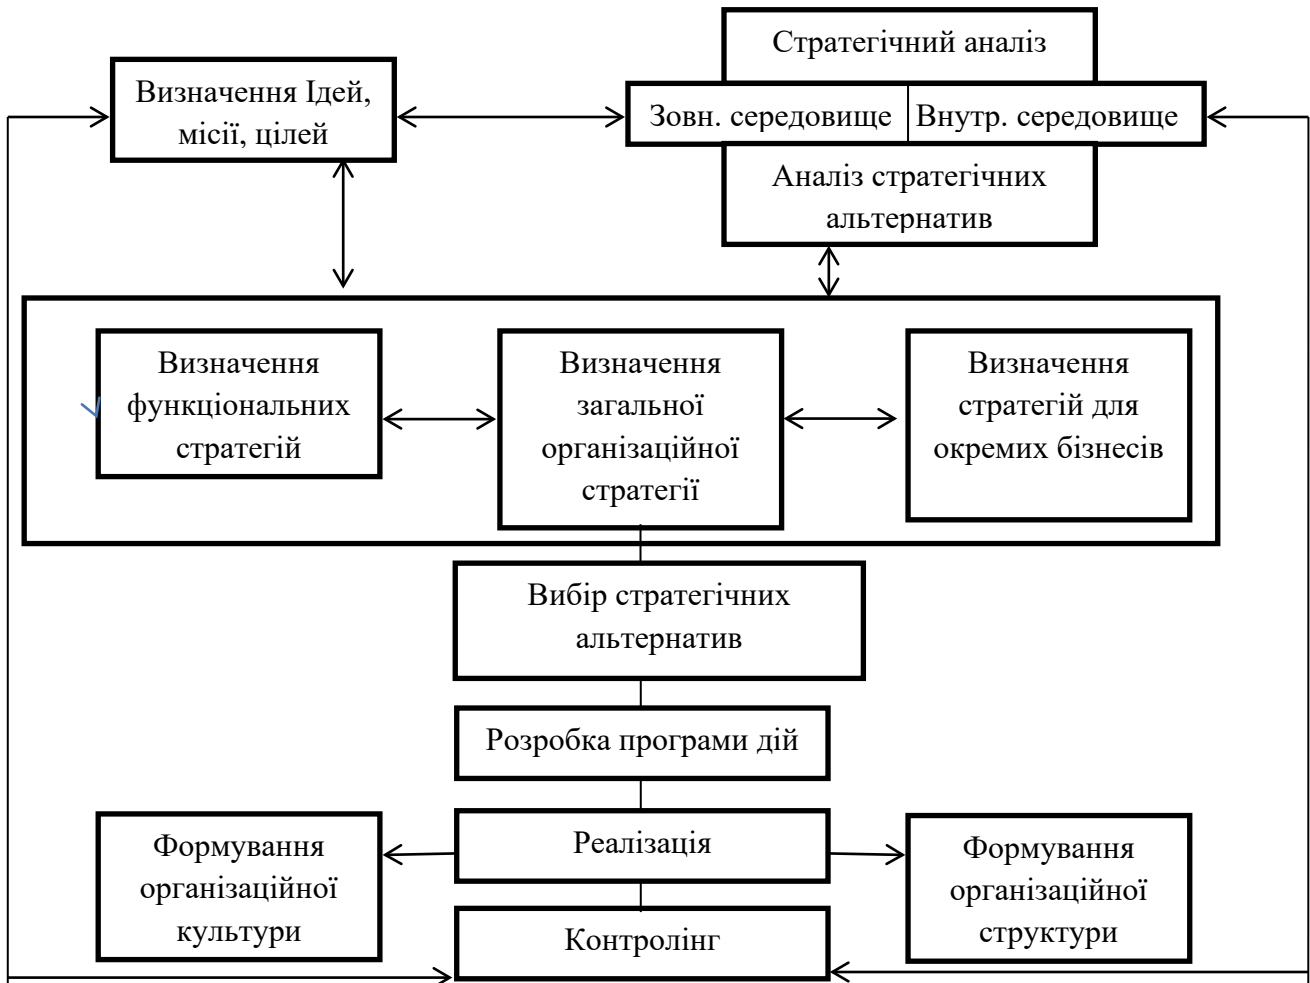 Стратегічний аналіз
Визначення Ідей,
місії, цілей
Зовн. середовище
Внутр. середовище
Аналіз стратегічних
альтернатив
Визначення
функціональних
стратегій
Визначення
загальної
організаційної
стратегії
Визначення
стратегій для
окремих бізнесів
Вибір стратегічних
альтернатив
Розробка програми дій
Реалізація
Формування
організаційної
культури
Формування
організаційної
структури
Контролінг